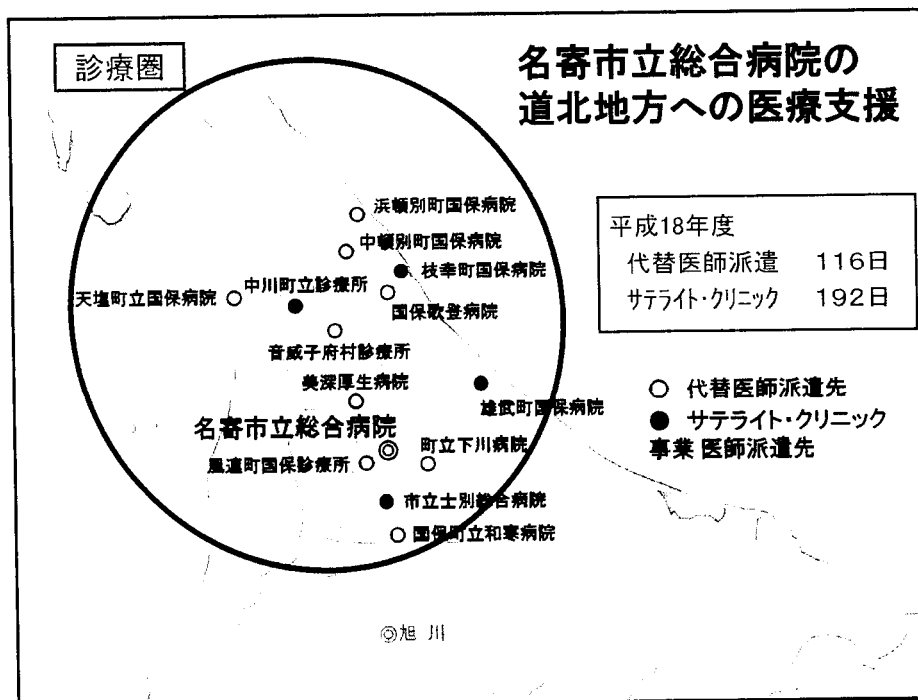 診療圏
名寄市立総合病院の
道北地方への医療支援
平成18年度
代替医師派遣 116日
サテライト・クリニック 192日
浜頓別町国保病院
中頓別町国保病院
枝幸町国保病院
中川町立診療所
天塩町立国保病院
国保歌登病院
音威子府村診療所
美深厚生病院
雄武町国保病院
○ 代替医師派遣先
● サテライト・クリニック
事業 医師派遣先
名寄市立総合病院
町立下川病院
風連町国保診療所
市立士別総合病院
国保町立和寒病院
◎旭 川